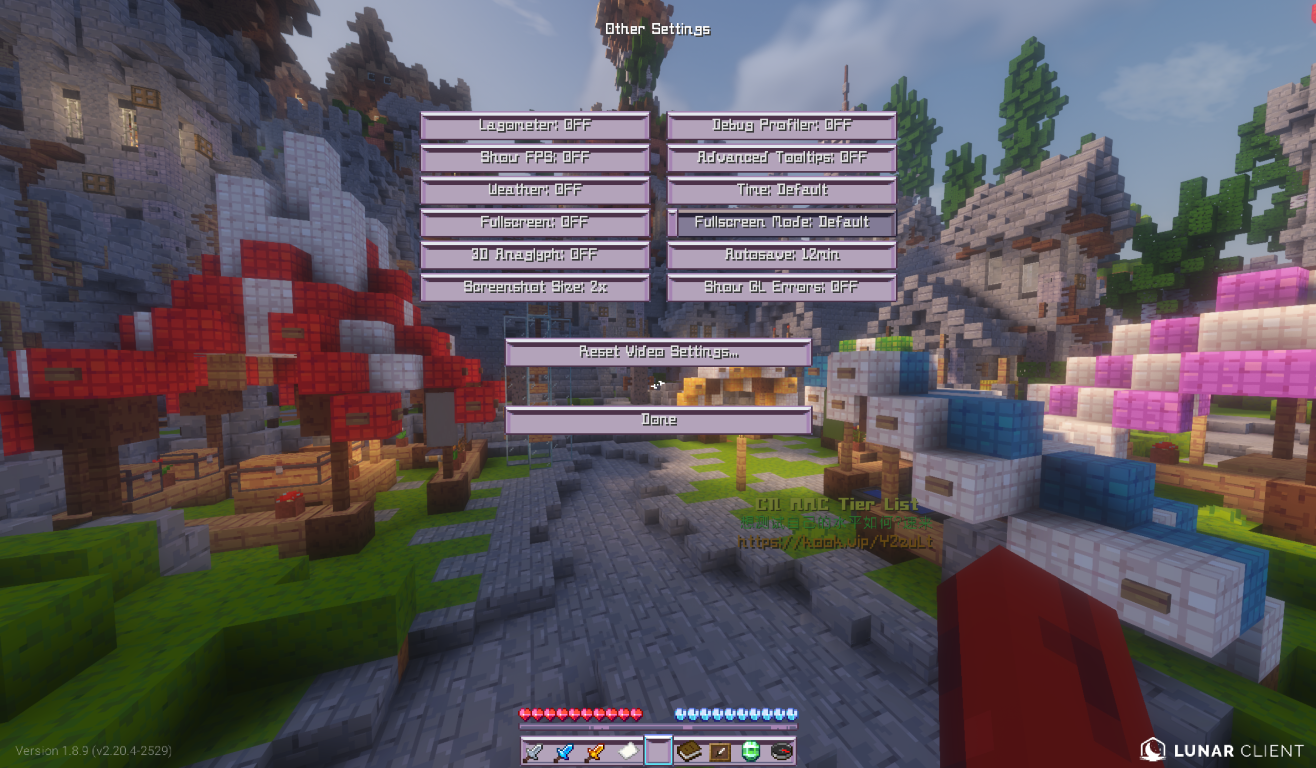 Other Settings
Lagometer: OFF
Debug Profiler: OFF
Show FPS: OFF
Advanced Tooltips: OFF
Weather: OFF
Time: Default
Fullscreen: OFF
Fullscreen Mode: Default
3D Anaglyph: OFF
Autosave: 12min
Screenshot Size: 2x
Show GL Errors: OFF
Reset Video Settings...
Done
Tier List
Version 1.8.9 (v2.20.4-2529)
LUNAR CLIENT